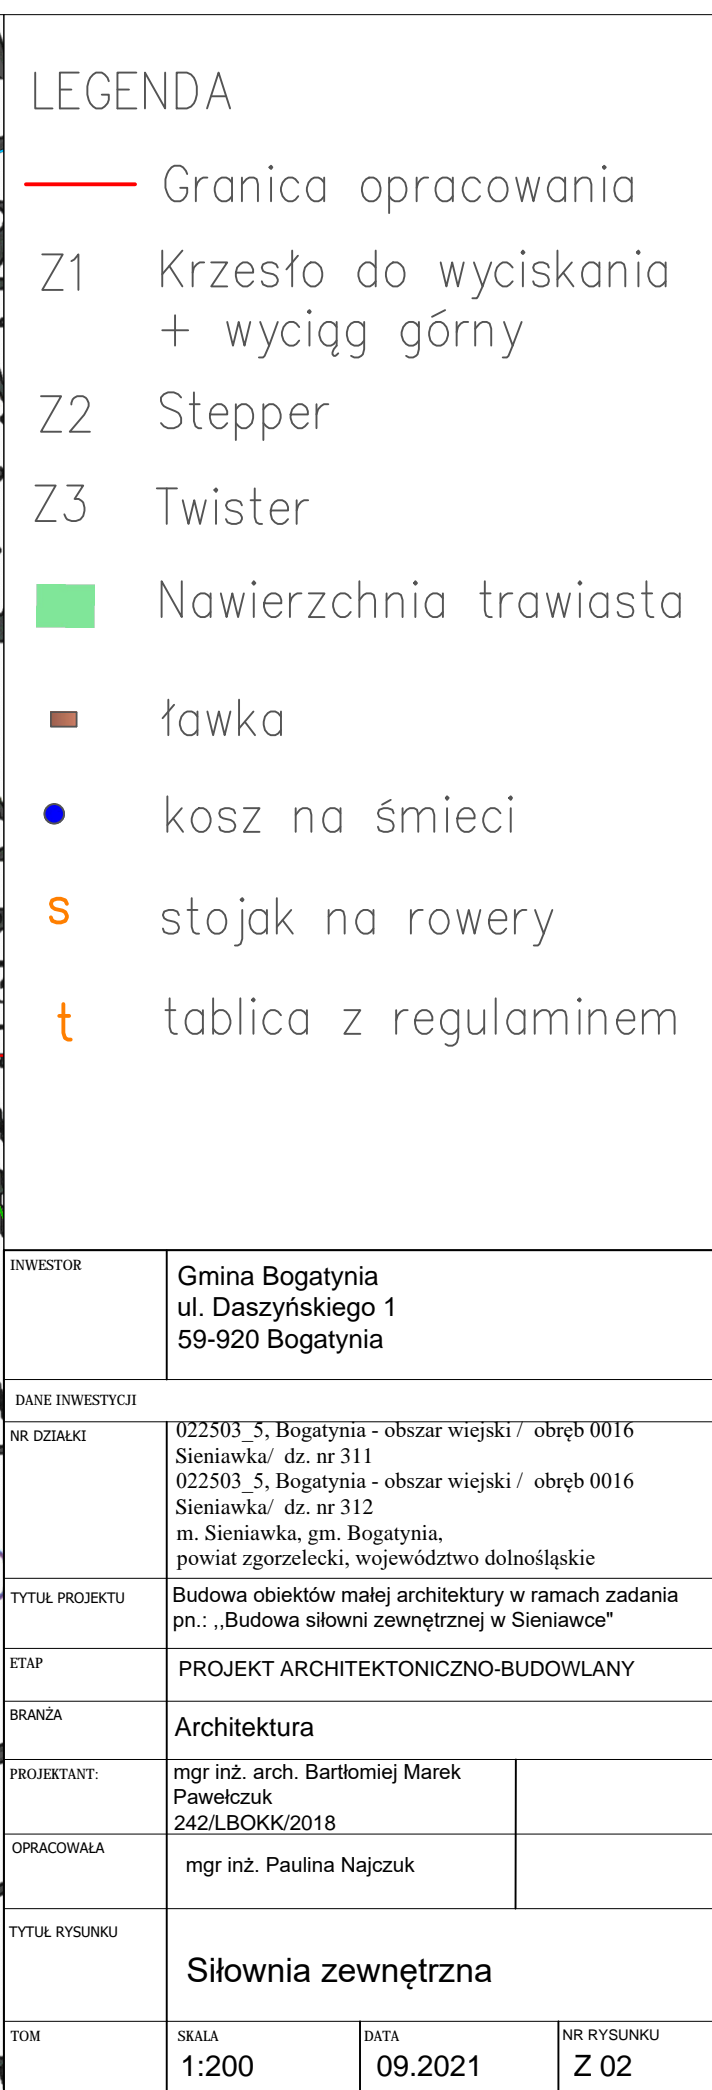 LEGENDA
Granica opracowania
Z1 Krzesło do wyciskania
+ wyciąg górny
Z2 Stepper
Z3 Twister
Nawierzchnia trawiasta
ławka
kosz na śmieci
s stojak na rowery
t tablica z regulaminem
INWESTOR
Gmina Bogatynia
ul. Daszyńskiego 1
59-920 Bogatynia
DANE INWESTYCJI
NR DZIAŁKI
022503_5, Bogatynia - obszar wiejski / obręb 0016
Sieniawka/ dz. nr 311
022503_5, Bogatynia - obszar wiejski / obręb 0016
Sieniawka/ dz. nr 312
m. Sieniawka, gm. Bogatynia,
powiat zgorzelecki, województwo dolnośląskie
TYTUŁ PROJEKTU
Budowa obiektów małej architektury w ramach zadania
pn.: ,,Budowa siłowni zewnętrznej w Sieniawce"
ETAP
PROJEKT ARCHITEKTONICZNO-BUDOWLANY
BRANŻA
Architektura
PROJEKTANT:
mgr inż. arch. Bartłomiej Marek
Pawełczuk
242/LBOKK/2018
OPRACOWAŁA
mgr inż. Paulina Najczuk
TYTUŁ RYSUNKU
Siłownia zewnętrzna
TOM
SKALA
1:200
DATA
09.2021
NR RYSUNKU
Z 02